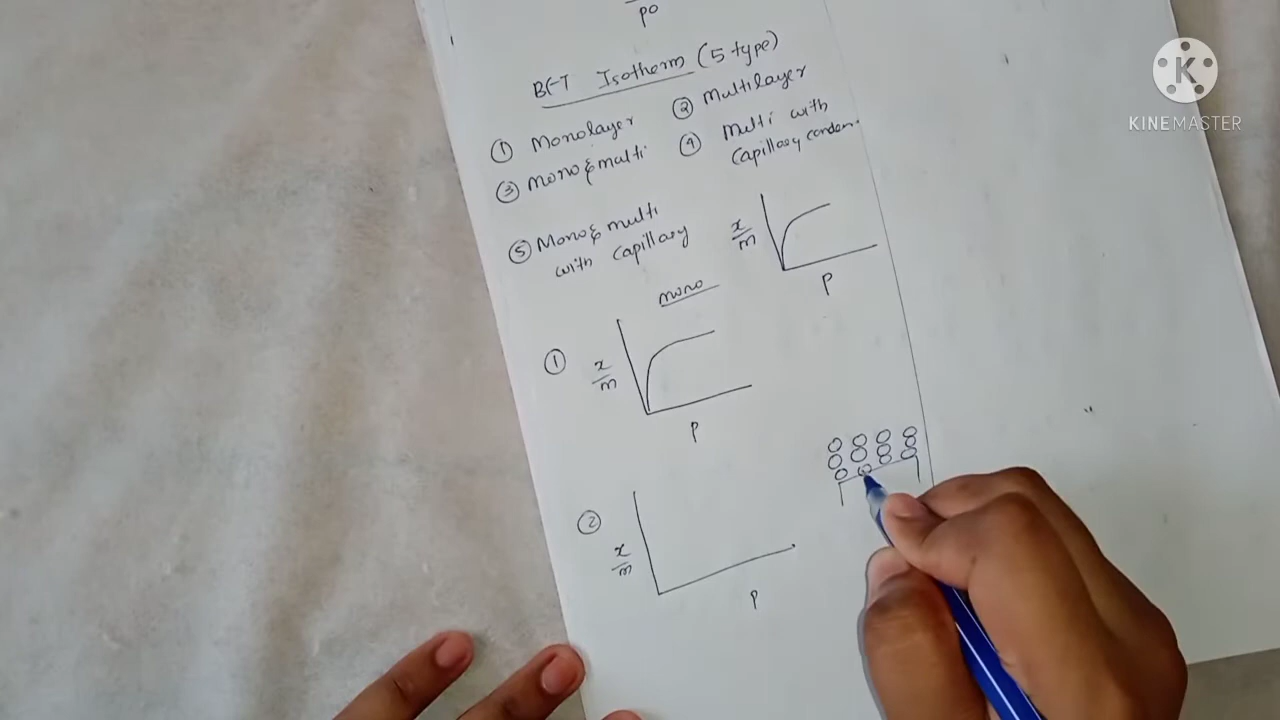 po
BET Isotherm (5 type)
① Monolayer
② Multilayer
③ Mono & multi
④ Multi with
Capillary conden.
⑤ Mono & multi
with Capillary
x/m
P
mono
①
x/m
P
②
x/m
P
K
KINEMASTER